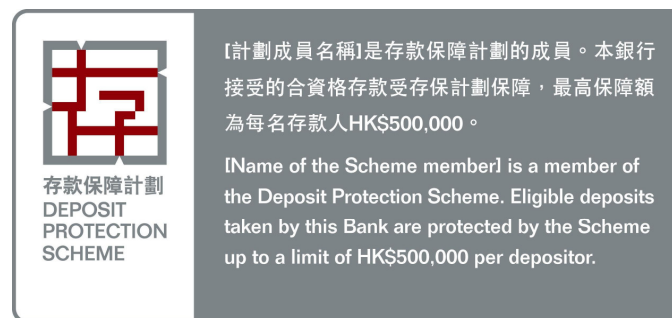 存
存款保障計劃
DEPOSIT
PROTECTION
SCHEME
[計劃成員名稱]是存款保障計劃的成員。本銀行
接受的合資格存款受存保計劃保障，最高保障額
為每名存款人HK$500,000。
[Name of the Scheme member] is a member of
the Deposit Protection Scheme. Eligible deposits
taken by this Bank are protected by the Scheme
up to a limit of HK$500,000 per depositor.